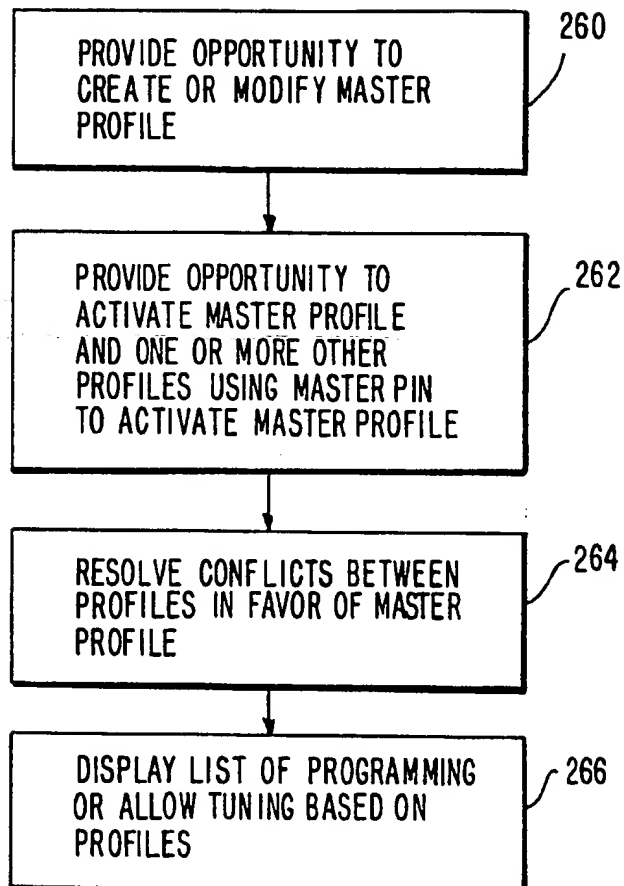 PROVIDE OPPORTUNITY TO
CREATE OR MODIFY MASTER
PROFILE
260
PROVIDE OPPORTUNITY TO
ACTIVATE MASTER PROFILE
AND ONE OR MORE OTHER
PROFILES USING MASTER PIN
TO ACTIVATE MASTER PROFILE
262
RESOLVE CONFLICTS BETWEEN
PROFILES IN FAVOR OF MASTER
PROFILE
264
DISPLAY LIST OF PROGRAMMING
OR ALLOW TUNING BASED ON
PROFILES
266